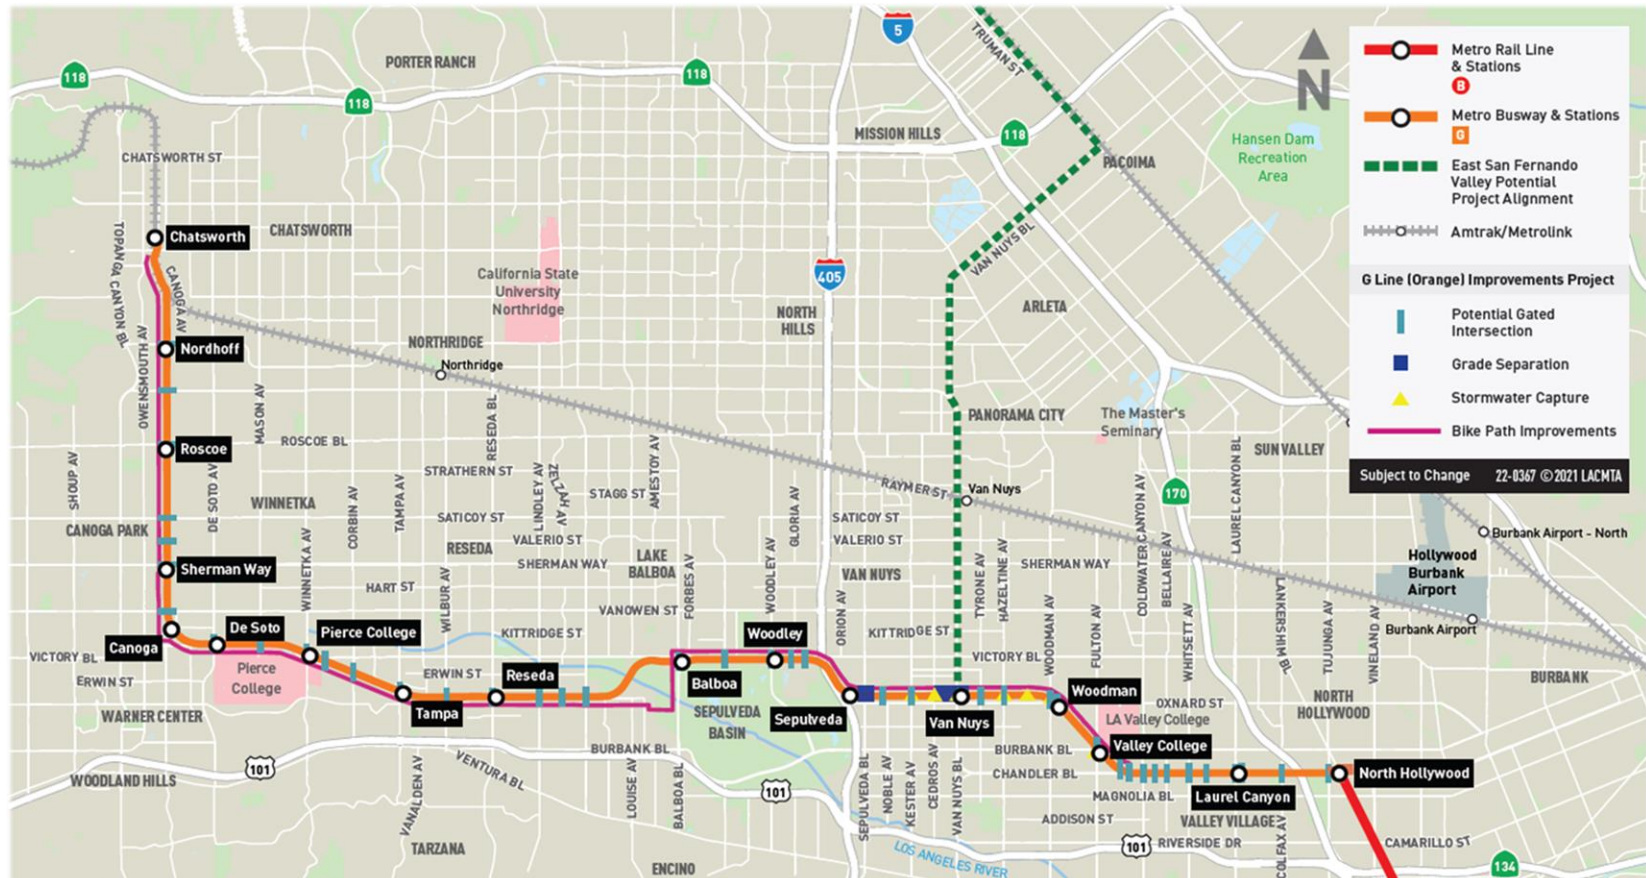 5
TRUMAN ST
PORTER RANCH
118
118
118
118
MISSION HILLS
PACOIMA
Hansen Dam
Recreation
Area
N
Metro Rail Line
& Stations
B
Metro Busway & Stations
G
East San Fernando
Valley Potential
Project Alignment
Amtrak/Metrolink
G Line (Orange) Improvements Project
Potential Gated
Intersection
Grade Separation
Stormwater Capture
Bike Path Improvements
Subject to Change
22-0367 ©2021 LACMTA
CHATSWORTH ST
Chatsworth
CHATSWORTH
TOPANGA CANYON BL
CANOGA AV
OWENSMOUTH AV
California State
University
Northridge
405
VAN NUYS BL
NORTH
HILLS
ARLETA
Nordhoff
NORTHRIDGE
Northridge
MASON AV
RESEDA BL
PANORAMA CITY
The Master's
Seminary
Roscoe
ROSCOE BL
SUN VALLEY
SHOUP AV
DE SOTO AV
STRATHERN ST
LINDLEY AV
ZELZAH AV
STAGG ST
AMESTOY AV
RAYMER ST
Van Nuys
170
LAUREL CANYON BL
WINNETKA
CORBIN AV
TAMPA AV
SATICOY ST
GLORIA AV
SATICOY ST
COLDWATER CANYON AV
CANOGA PARK
VALERIO ST
VALERIO ST
Burbank Airport - North
WINNETKA AV
RESEDA
SHERMAN WAY
LAKE
BALBOA
FORBES AV
WOODLEY AV
VAN NUYS
TYRONE AV
HAZELTINE AV
SHERMAN WAY
BELLAIRE AV
Hollywood
Burbank
Airport
Sherman Way
HART ST
WILBUR AV
VANOWEN ST
ORION AV
WOODMAN AV
FULTON AV
WHITSETT AV
LANKERSHIM BL
TUJUNGA AV
VINELAND AV
Burbank Airport
De Soto
Pierce College
KITTRIDGE ST
Woodley
KITTRIDGE ST
Canoga
VICTORY BL
VICTORY BL
Pierce
College
ERWIN ST
ERWIN ST
Reseda
Balboa
BURBANK
Woodman
WARNER CENTER
Tampa
SEPULVEDA
BASIN
Sepulveda
Van Nuys
OXNARD ST
LA Valley College
NORTH
HOLLYWOOD
BURBANK BL
BURBANK BL
Valley College
101
WOODLAND HILLS
VENTURA BL
101
CHANDLER BL
North Hollywood
VANALDEN AV
LOUISE AV
BALBOA BL
SEPULVEDA BL
NOBLE AV
KESTER AV
CEDROS AV
VAN NUYS BL
MAGNOLIA BL
Laurel Canyon
ADDISON ST
VALLEY VILLAGE
TARZANA
LOS ANGELES RIVER
101
RIVERSIDE DR
COLFAX AV
CAMARILLO ST
ENCINO
134